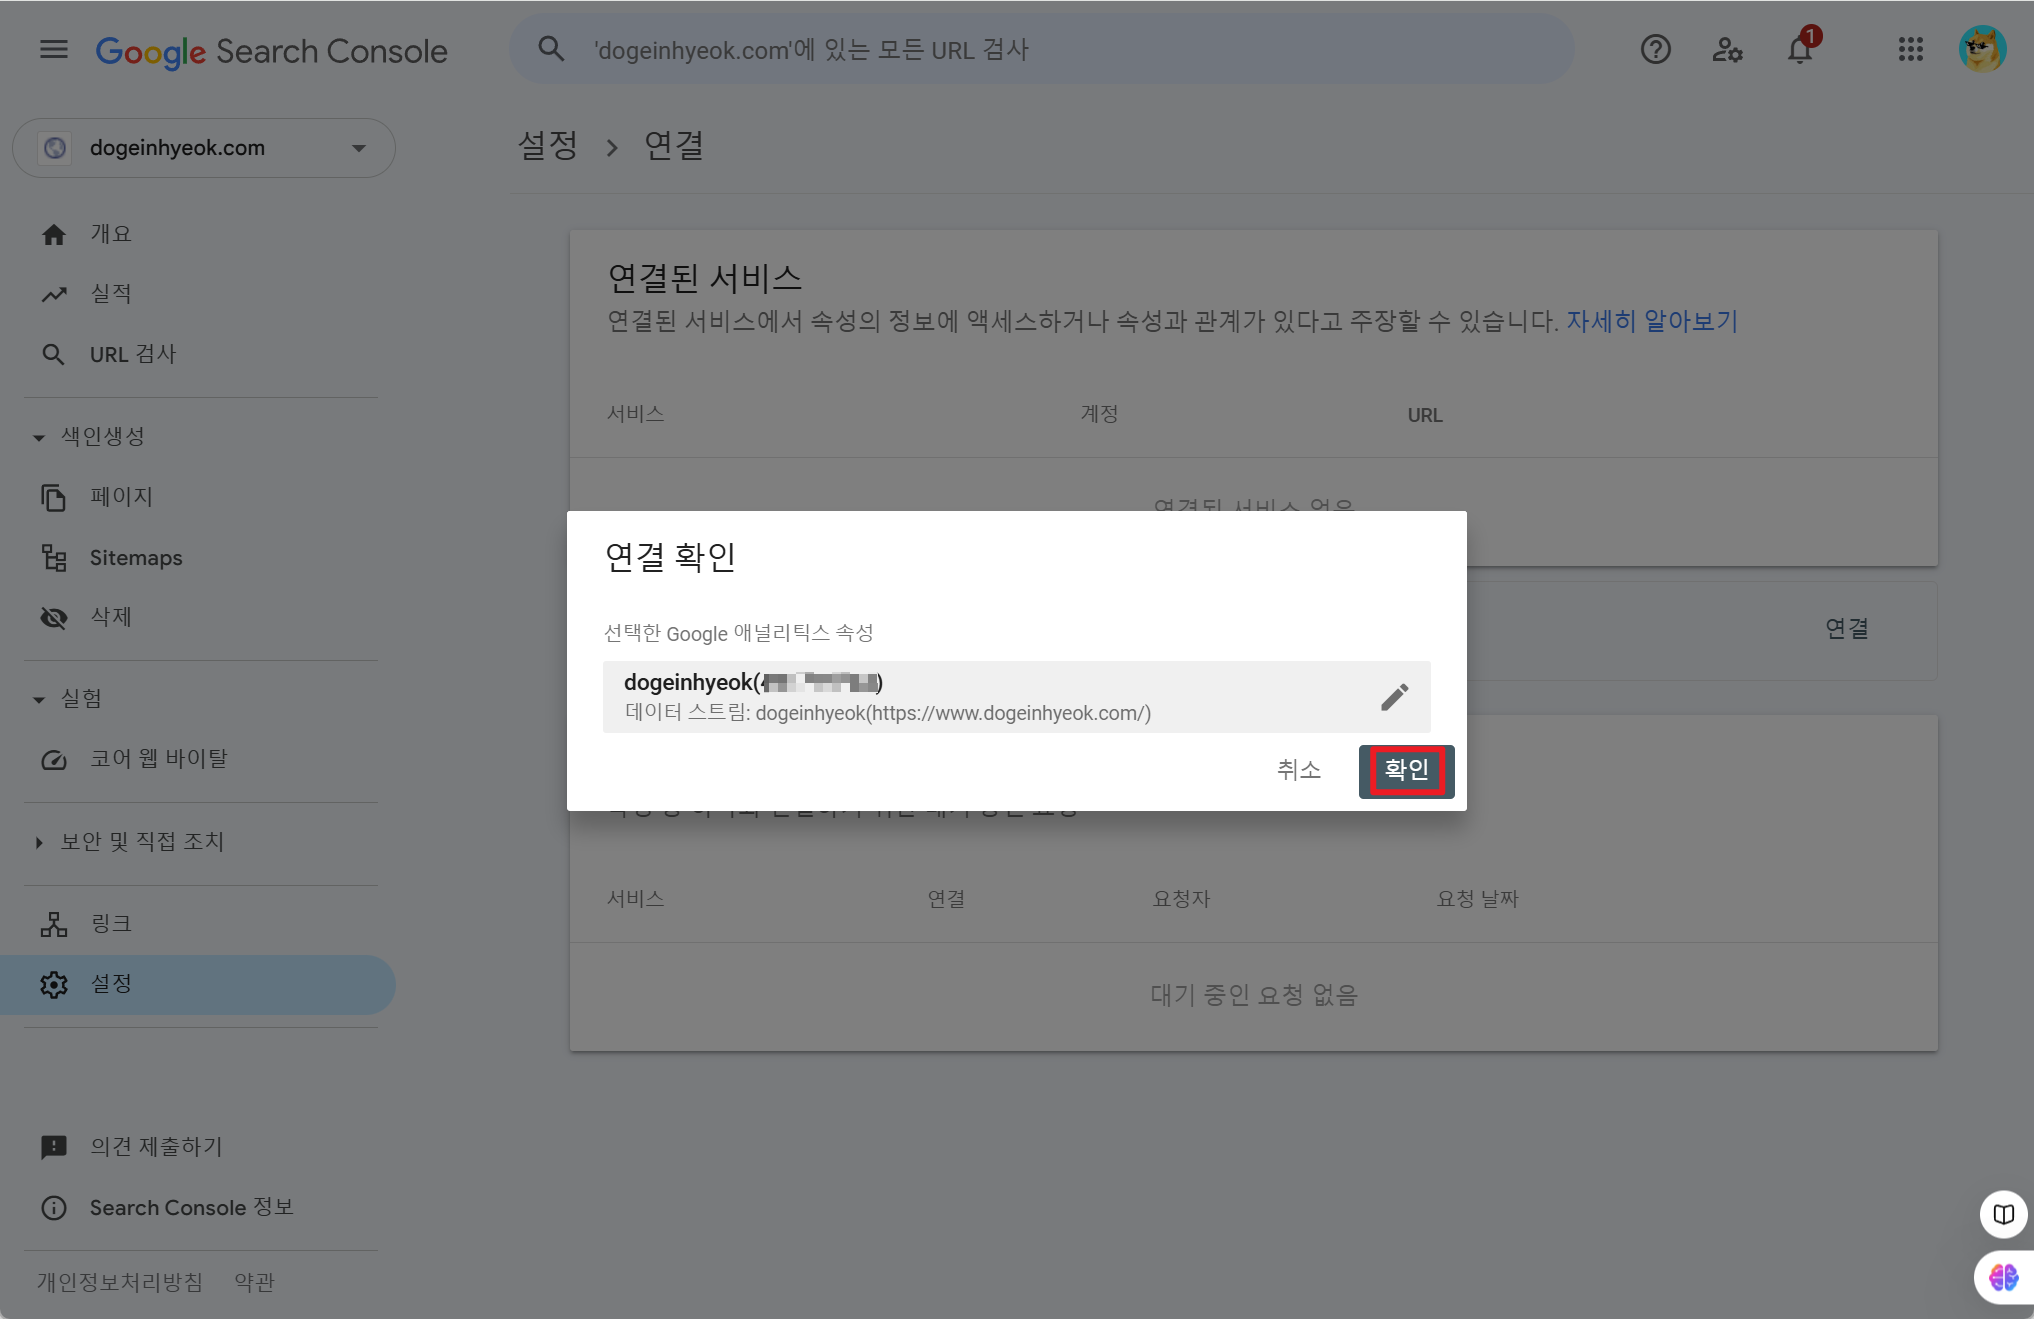 Google Search Console
'dogeinhyeok.com'에 있는 모든 URL 검사
1
dogeinhyeok.com
설정 > 연결
개요
실적
URL 검사
색인생성
페이지
Sitemaps
삭제
실험
코어 웹 바이탈
보안 및 직접 조치
링크
설정
의견 제출하기
Search Console 정보
개인정보처리방침 약관
연결된 서비스
연결된 서비스에서 속성의 정보에 액세스하거나 속성과 관계가 있다고 주장할 수 있습니다. 자세히 알아보기
서비스 계정 URL
연결된 서비스 없음
연결
연결 확인
선택한 Google 애널리틱스 속성
dogeinhyeok(
데이터 스트림: dogeinhyeok(https://www.dogeinhyeok.com/)
취소 확인
서비스 연결 요청자 요청 날짜
대기 중인 요청 없음